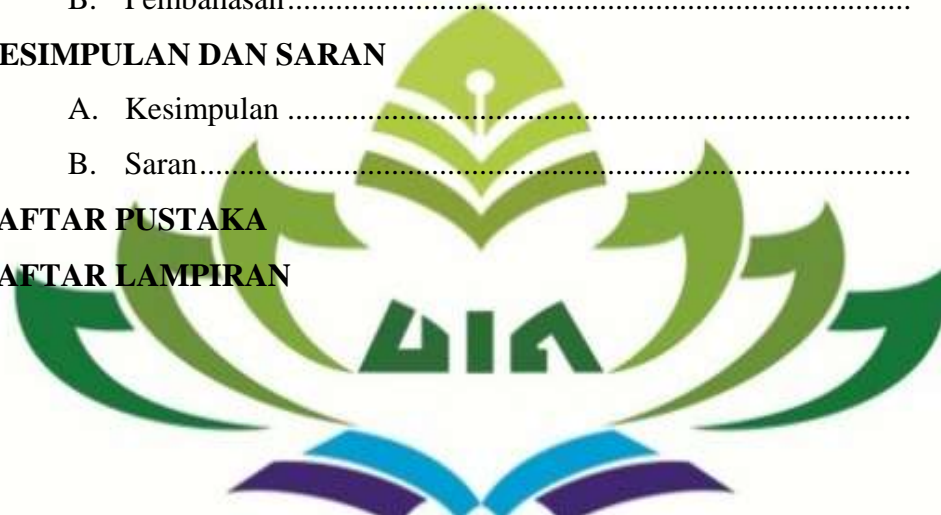 B. Pembahasan...............................................................................
ESIMPULAN DAN SARAN
A. Kesimpulan ..............................................................................
B. Saran.........................................................................................
AFTAR PUSTAKA
AFTAR LAMPIRAN
UIN